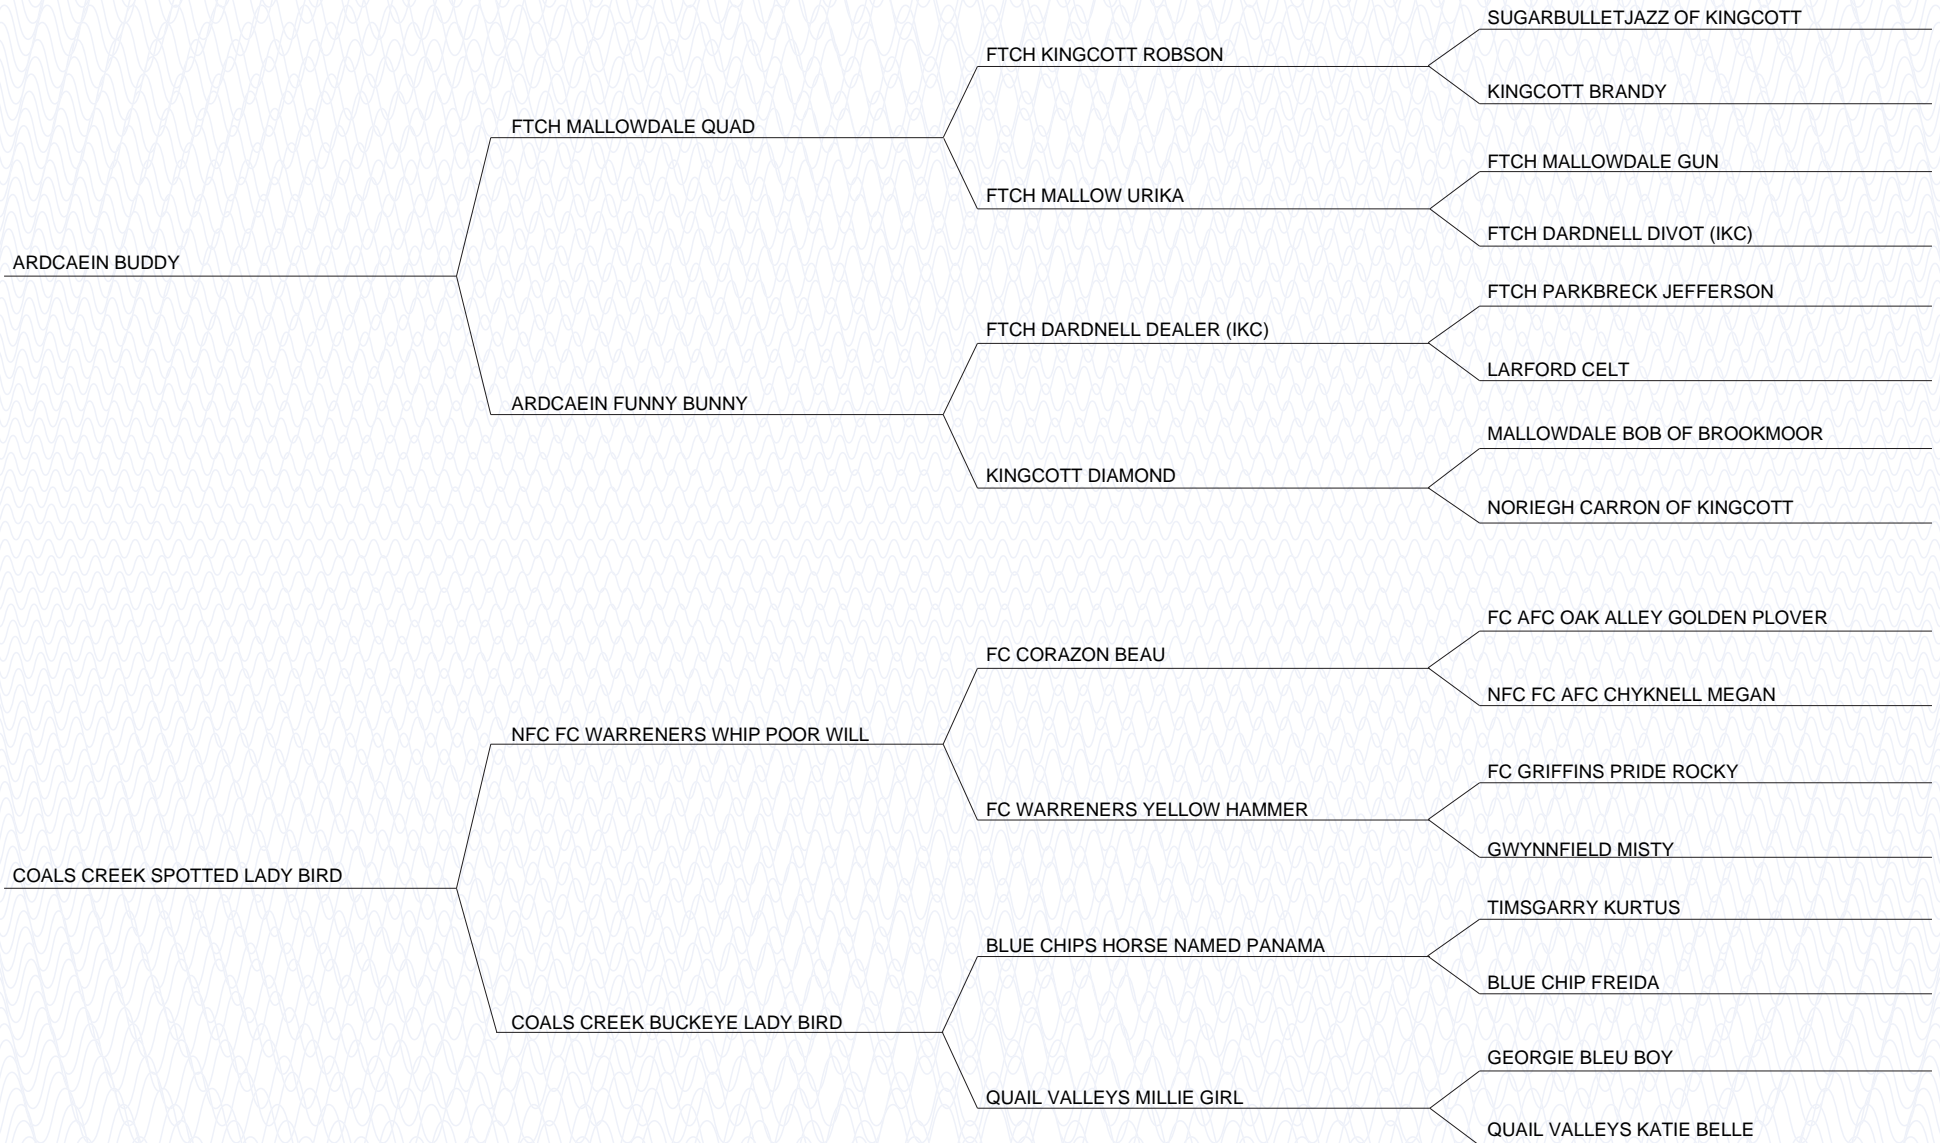 SUGARBULLETJAZZ OF KINGCOTT
FTCH KINGCOTT ROBSON
KINGCOTT BRANDY
FTCH MALLOWDALE QUAD
FTCH MALLOWDALE GUN
FTCH MALLOW URIKA
FTCH DARDNELL DIVOT (IKC)
ARDCAEIN BUDDY
FTCH PARKBRECK JEFFERSON
FTCH DARDNELL DEALER (IKC)
LARFORD CELT
ARDCAEIN FUNNY BUNNY
MALLOWDALE BOB OF BROOKMOOR
KINGCOTT DIAMOND
NORIEGH CARRON OF KINGCOTT
FC AFC OAK ALLEY GOLDEN PLOVER
FC CORAZON BEAU
NFC FC AFC CHYKNELL MEGAN
NFC FC WARRENERS WHIP POOR WILL
FC GRIFFINS PRIDE ROCKY
FC WARRENERS YELLOW HAMMER
GWYNNFIELD MISTY
COALS CREEK SPOTTED LADY BIRD
TIMSGARRY KURTUS
BLUE CHIPS HORSE NAMED PANAMA
BLUE CHIP FREIDA
COALS CREEK BUCKEYE LADY BIRD
GEORGIE BLEU BOY
QUAIL VALLEYS MILLIE GIRL
QUAIL VALLEYS KATIE BELLE